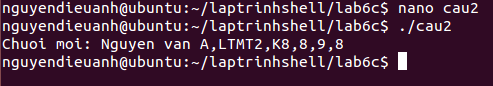 nguyendieuanh@ubuntu:~/laptrinhshell/lab6c$ nano cau2
nguyendieuanh@ubuntu:~/laptrinhshell/lab6c$ ./cau2
Chuoi moi: Nguyen van A,LTMT2,K8,8,9,8
nguyendieuanh@ubuntu:~/laptrinhshell/lab6c$